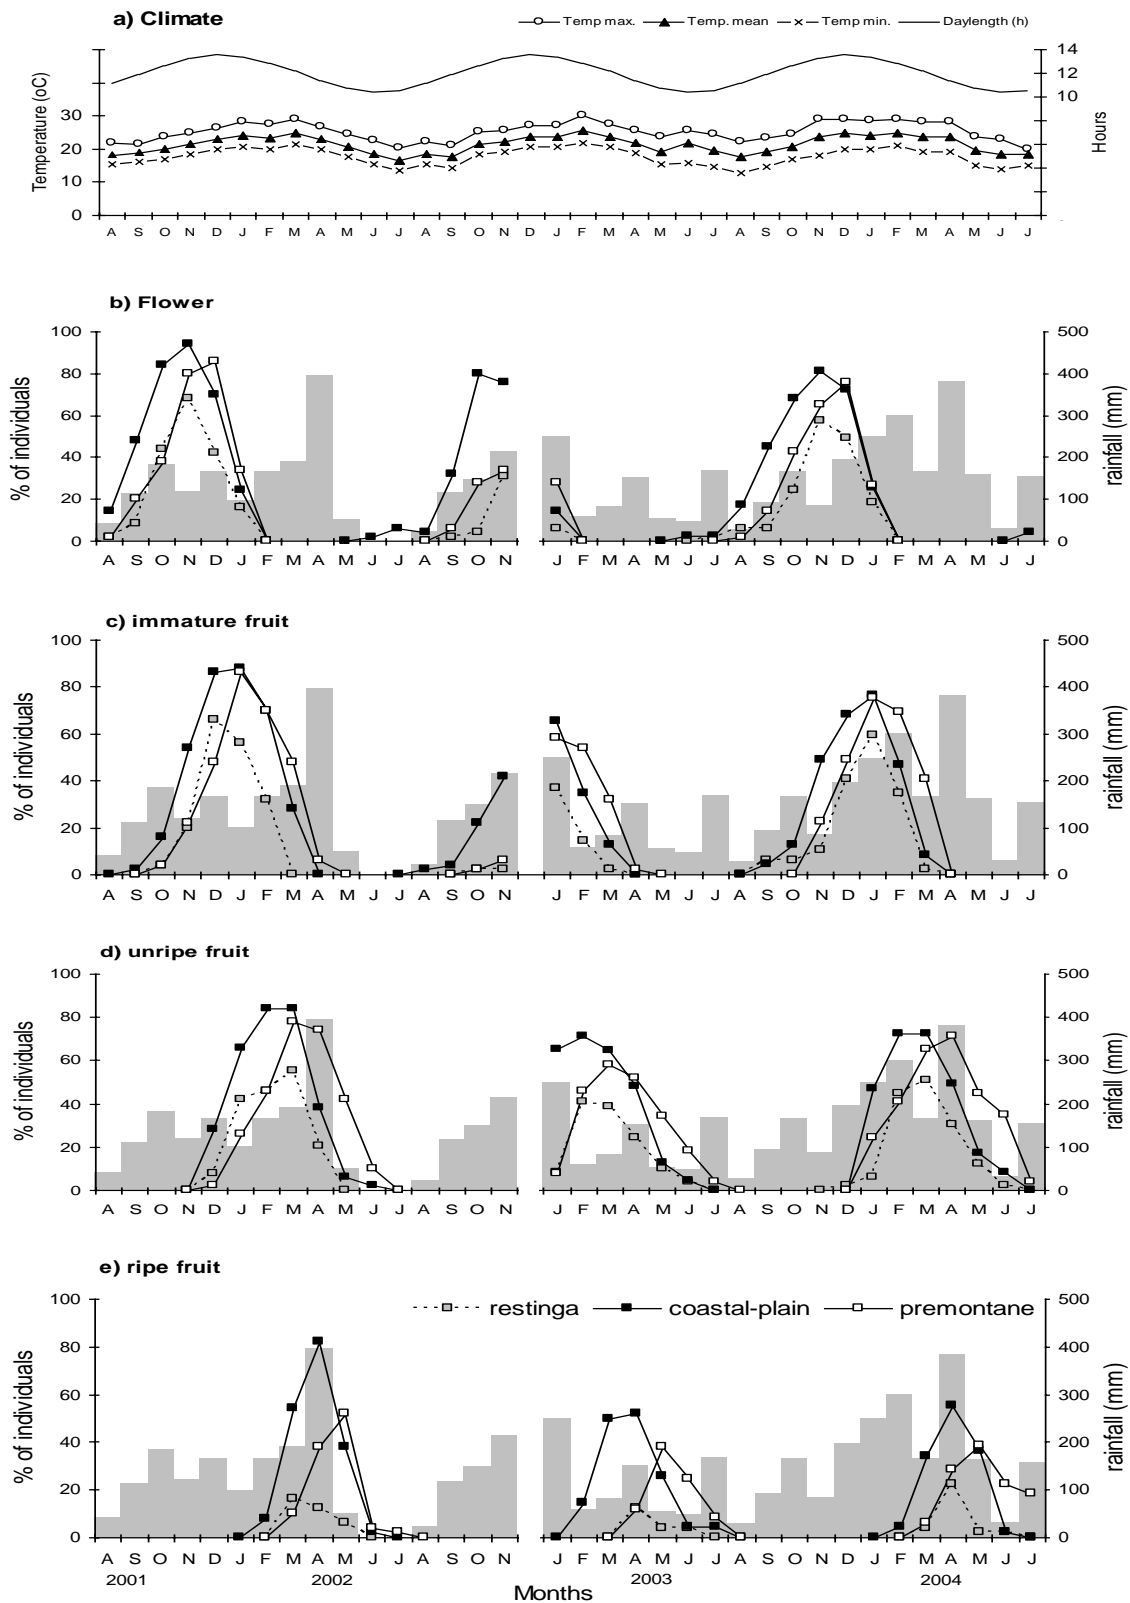 a) Climate
Temp max. Temp. mean Temp min. Daylength (h)
Temperature (oC)
30
20
10
0
14
12
10
Hours
A S O N D J F M A M J J A S O N D J F M A M J J A S O N D J F M A M J J
b) Flower
% of individuals
100
80
60
40
20
0
500
400
300
200
100
0
rainfall (mm)
A S O N D J F M A M J J A S O N J F M A M J J A S O N D J F M A M J J
c) immature fruit
% of individuals
100
80
60
40
20
0
500
400
300
200
100
0
rainfall (mm)
A S O N D J F M A M J J A S O N J F M A M J J A S O N D J F M A M J J
d) unripe fruit
% of individuals
100
80
60
40
20
0
500
400
300
200
100
0
rainfall (mm)
A S O N D J F M A M J J A S O N J F M A M J J A S O N D J F M A M J J
e) ripe fruit
restinga coastal-plain premontane
% of individuals
100
80
60
40
20
0
500
400
300
200
100
0
rainfall (mm)
A S O N D J F M A M J J A S O N J F M A M J J A S O N D J F M A M J J
2001 2002 2003 2004
Months